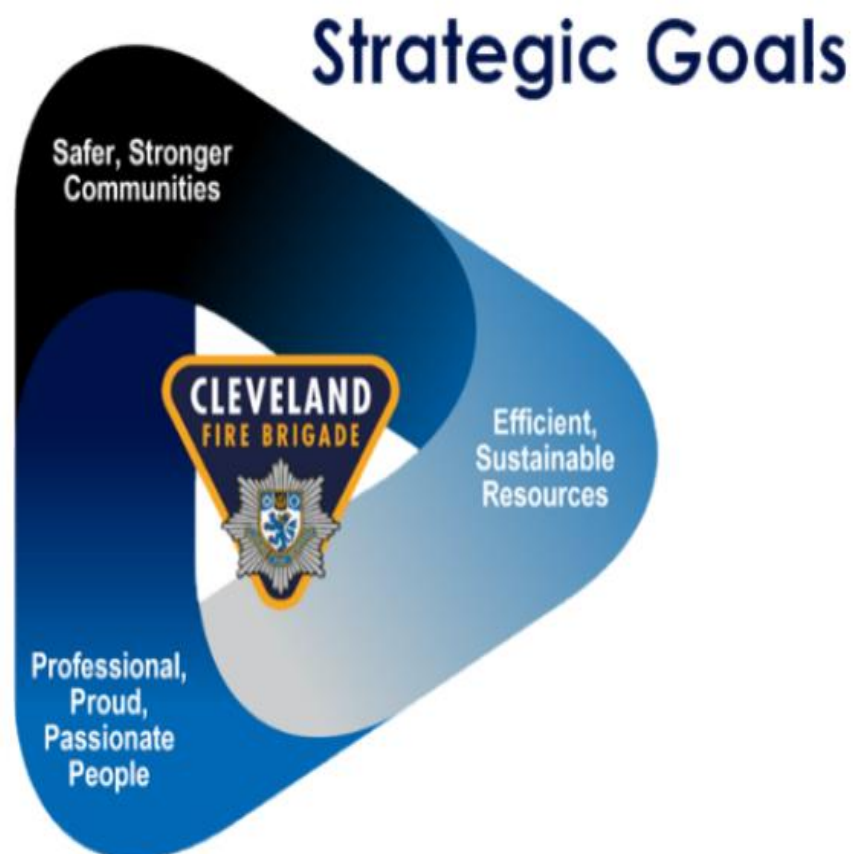 Strategic Goals
Safer, Stronger
Communities
CLEVELAND
FIRE BRIGADE
Efficient,
Sustainable
Resources
Professional,
Proud,
Passionate
People